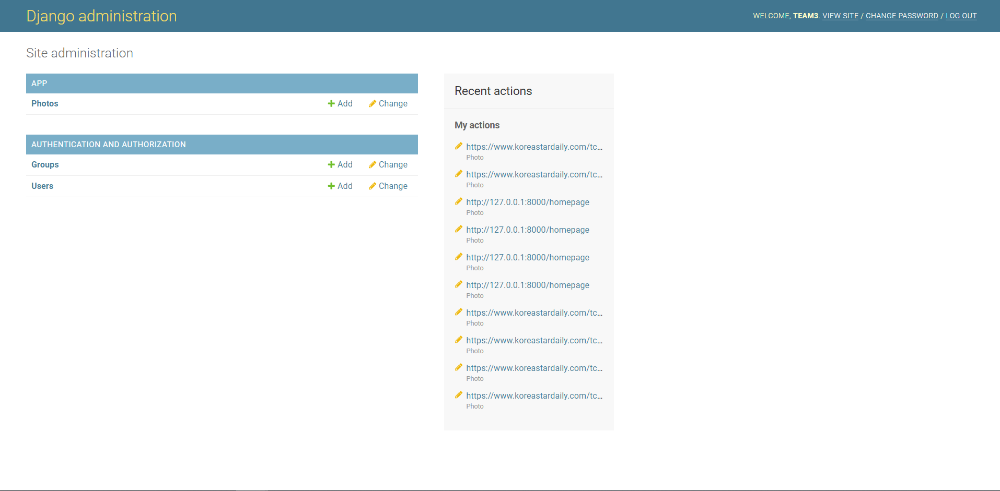 Django administration
WELCOME, TEAM3. VIEW SITE / CHANGE PASSWORD / LOG OUT
Site administration
APP
Photos Add Change
AUTHENTICATION AND AUTHORIZATION
Groups Add Change
Users Add Change
Recent actions
My actions
https://www.koreastardaily.com/tc...
Photo
https://www.koreastardaily.com/tc...
Photo
http://127.0.0.1:8000/homepage
Photo
http://127.0.0.1:8000/homepage
Photo
http://127.0.0.1:8000/homepage
Photo
http://127.0.0.1:8000/homepage
Photo
https://www.koreastardaily.com/tc...
Photo
https://www.koreastardaily.com/tc...
Photo
https://www.koreastardaily.com/tc...
Photo
https://www.koreastardaily.com/tc...
Photo